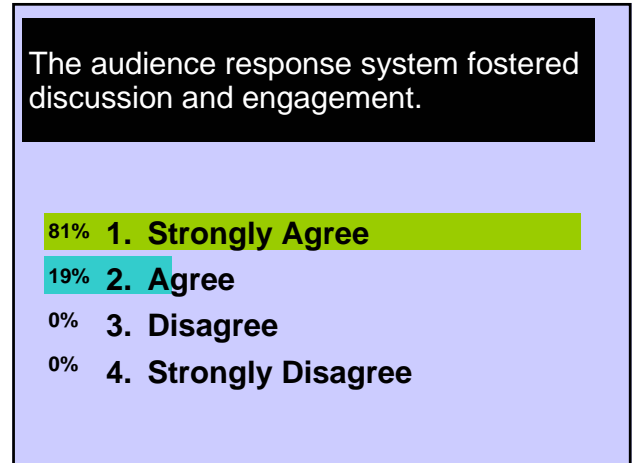 The audience response system fostered
discussion and engagement.
81% 1. Strongly Agree
19% 2. Agree
0% 3. Disagree
0% 4. Strongly Disagree